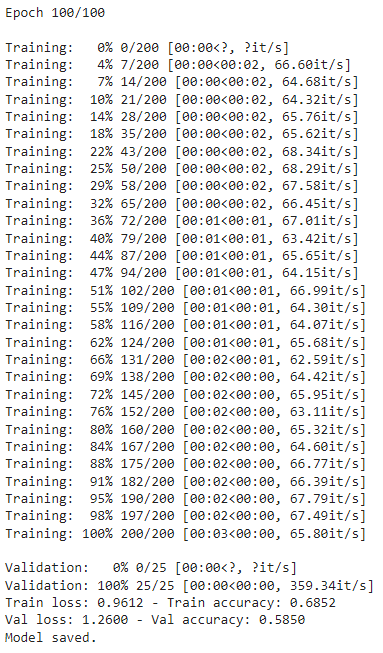 Epoch 100/100
Training:   0% 0/200 [00:00<?, ?it/s]
Training:   4% 7/200 [00:00<00:02, 66.60it/s]
Training:   7% 14/200 [00:00<00:02, 64.68it/s]
Training:  10% 21/200 [00:00<00:02, 64.32it/s]
Training:  14% 28/200 [00:00<00:02, 65.76it/s]
Training:  18% 35/200 [00:00<00:02, 65.62it/s]
Training:  22% 43/200 [00:00<00:02, 68.34it/s]
Training:  25% 50/200 [00:00<00:02, 68.29it/s]
Training:  29% 58/200 [00:00<00:02, 67.58it/s]
Training:  32% 65/200 [00:00<00:02, 66.45it/s]
Training:  36% 72/200 [00:01<00:01, 67.01it/s]
Training:  40% 79/200 [00:01<00:01, 63.42it/s]
Training:  44% 87/200 [00:01<00:01, 65.65it/s]
Training:  47% 94/200 [00:01<00:01, 64.15it/s]
Training:  51% 102/200 [00:01<00:01, 66.99it/s]
Training:  55% 109/200 [00:01<00:01, 64.30it/s]
Training:  58% 116/200 [00:01<00:01, 64.07it/s]
Training:  62% 124/200 [00:01<00:01, 65.68it/s]
Training:  66% 131/200 [00:02<00:01, 62.59it/s]
Training:  69% 138/200 [00:02<00:00, 64.42it/s]
Training:  72% 145/200 [00:02<00:00, 65.95it/s]
Training:  76% 152/200 [00:02<00:00, 63.11it/s]
Training:  80% 160/200 [00:02<00:00, 65.32it/s]
Training:  84% 167/200 [00:02<00:00, 64.60it/s]
Training:  88% 175/200 [00:02<00:00, 66.77it/s]
Training:  91% 182/200 [00:02<00:00, 66.39it/s]
Training:  95% 190/200 [00:02<00:00, 67.79it/s]
Training:  98% 197/200 [00:02<00:00, 67.49it/s]
Training: 100% 200/200 [00:03<00:00, 65.80it/s]
Validation:   0% 0/25 [00:00<?, ?it/s]
Validation: 100% 25/25 [00:00<00:00, 359.34it/s]
Train loss: 0.9612 - Train accuracy: 0.6852
Val loss: 1.2600 - Val accuracy: 0.5850
Model saved.